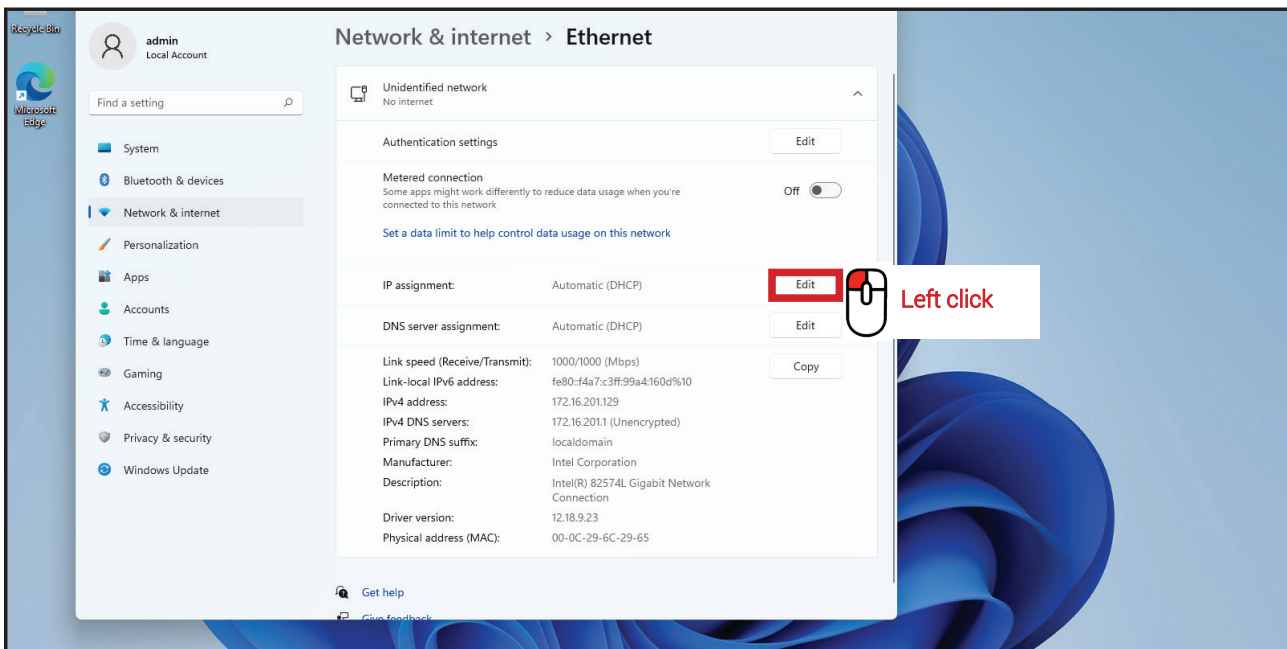 Recycle Bin
Microsoft
Edge
admin
Local Account
Find a setting
System
Bluetooth & devices
Network & internet
Personalization
Apps
Accounts
Time & language
Gaming
Accessibility
Privacy & security
Windows Update
Network & internet > Ethernet
Unidentified network
No internet
Authentication settings Edit
Metered connection
Some apps might work differently to reduce data usage when you're
connected to this network
Off
Set a data limit to help control data usage on this network
IP assignment: Automatic (DHCP) Edit
Left click
DNS server assignment: Automatic (DHCP) Edit
Link speed (Receive/Transmit): 1000/1000 (Mbps) Copy
Link-local IPv6 address: fe80::f4a7:c3ff:99a4:160d%10
IPv4 address: 172.16.201.129
IPv4 DNS servers: 172.16.201.1 (Unencrypted)
Primary DNS suffix: localdomain
Manufacturer: Intel Corporation
Description: Intel(R) 82574L Gigabit Network
Connection
Driver version: 12.18.9.23
Physical address (MAC): 00-0C-29-6C-29-65
Get help
Give feedback